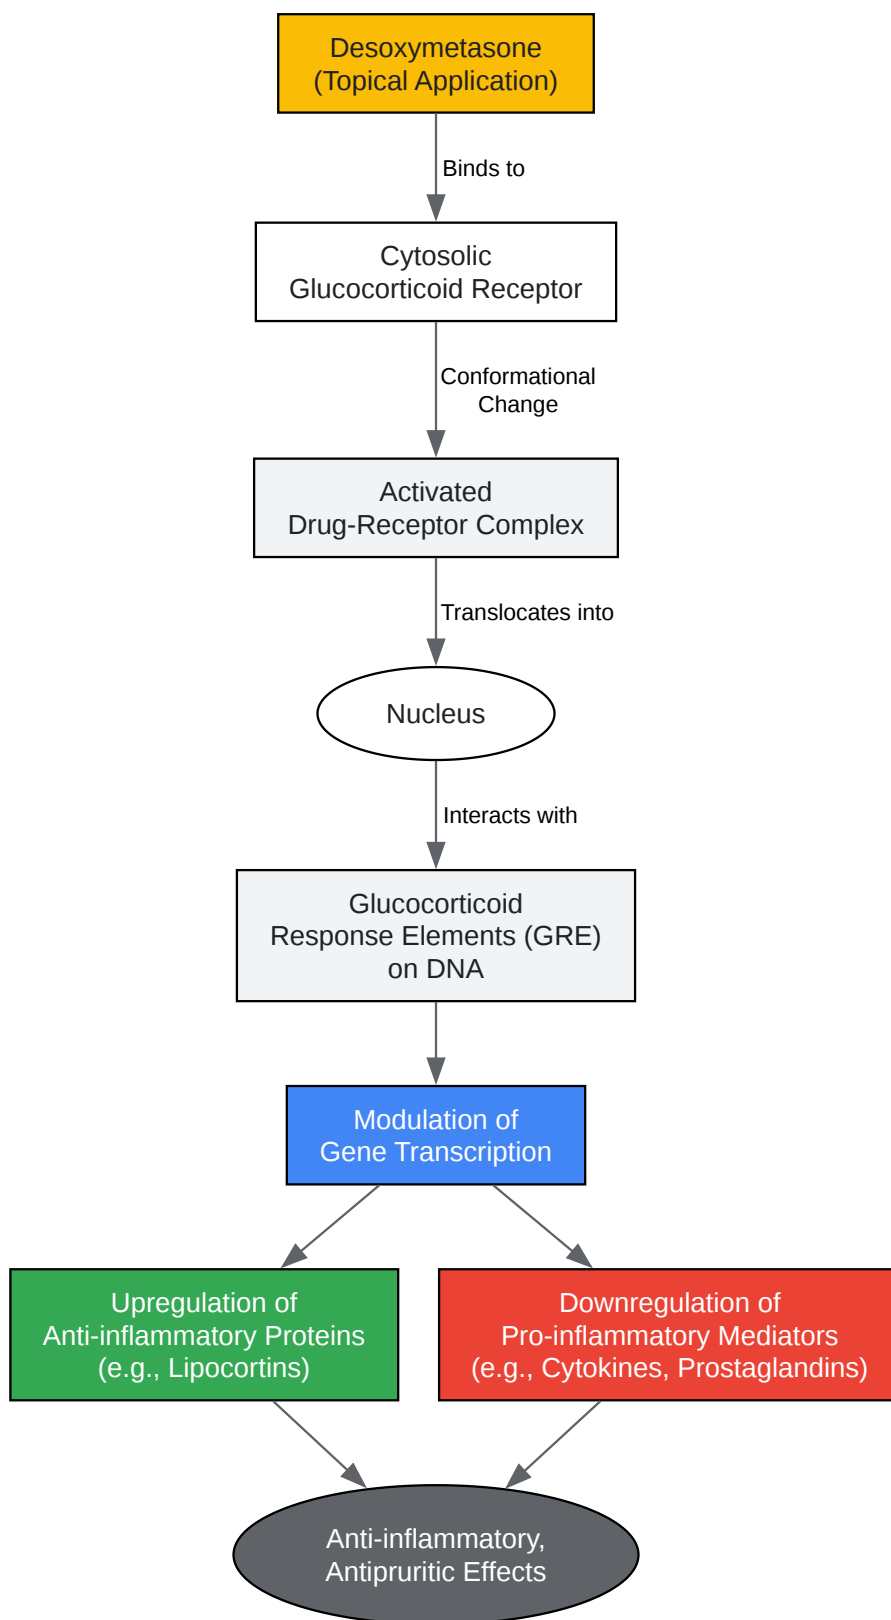 Desoxymetasone
(Topical Application)
Binds to
Cytosolic
Glucocorticoid Receptor
Conformational
Change
Activated
Drug-Receptor Complex
Translocates into
Nucleus
Interacts with
Glucocorticoid
Response Elements (GRE)
on DNA
Modulation of
Gene Transcription
Upregulation of
Anti-inflammatory Proteins
(e.g., Lipocortins)
Downregulation of
Pro-inflammatory Mediators
(e.g., Cytokines, Prostaglandins)
Anti-inflammatory,
Antipruritic Effects